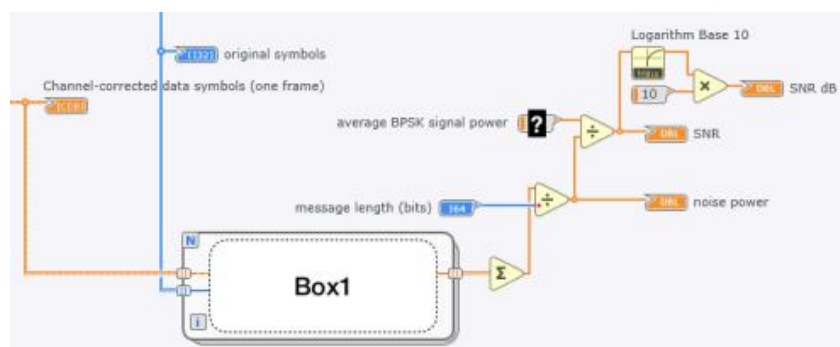 Logarithm Base 10
[I32] original symbols
Channel-corrected data symbols (one frame)
[CDB]
10
×
DBL SNR dB
average BPSK signal power ?
÷
DBL SNR
message length (bits) I64
÷
DBL noise power
N
Box1
Σ
i